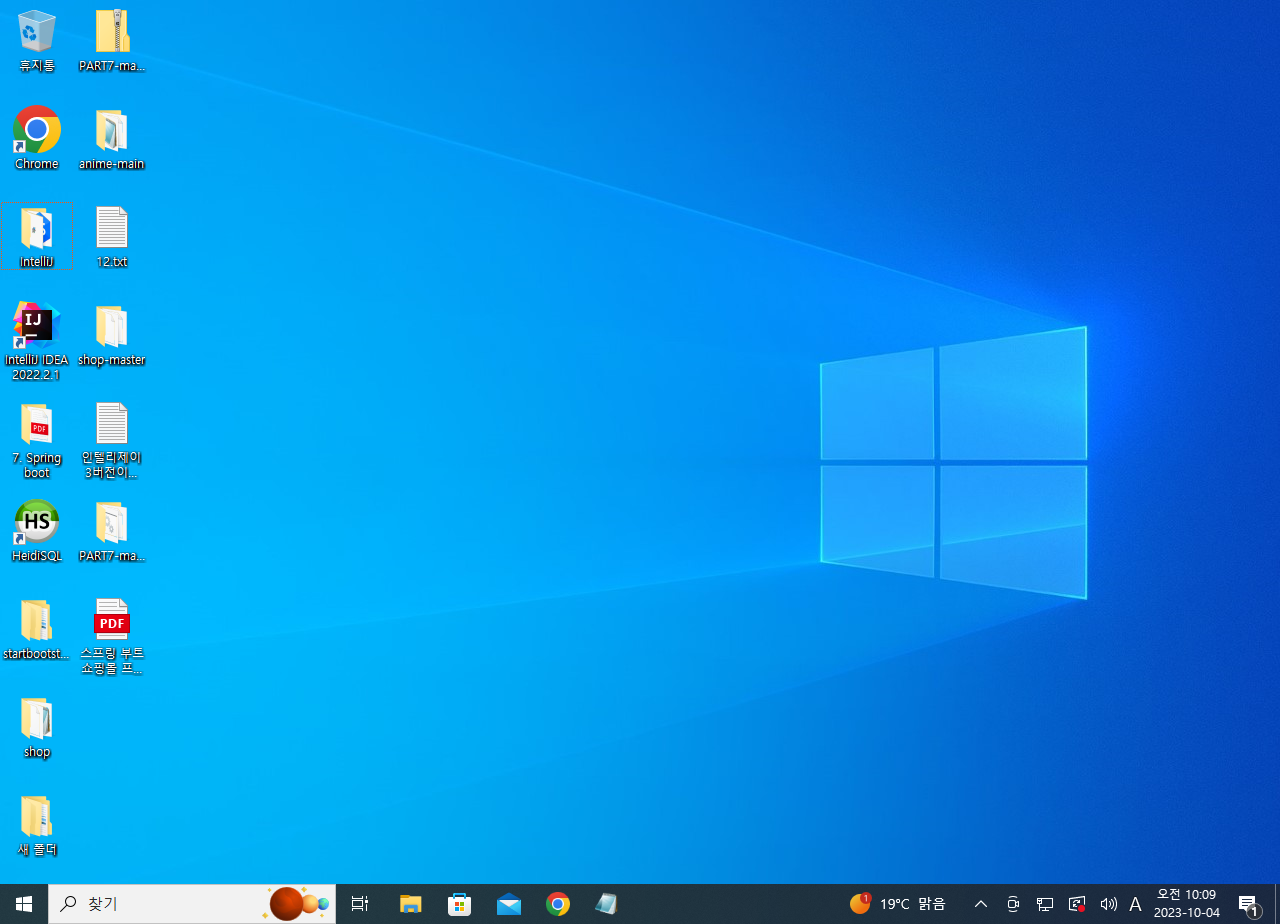 휴지통
PART7-ma...
Chrome
anime-main
IntelliJ
12.txt
IJ
IntelliJ IDEA
2022.2.1
shop-master
PDF
7. Spring
boot
인텔리제이
3버전이...
HS
HeidiSQL
PART7-ma...
startbootst...
PDF
스프링 부트
쇼핑몰 프...
shop
새 폴더
찾기
1
19°C 맑음
A
오전 10:09
2023-10-04
1